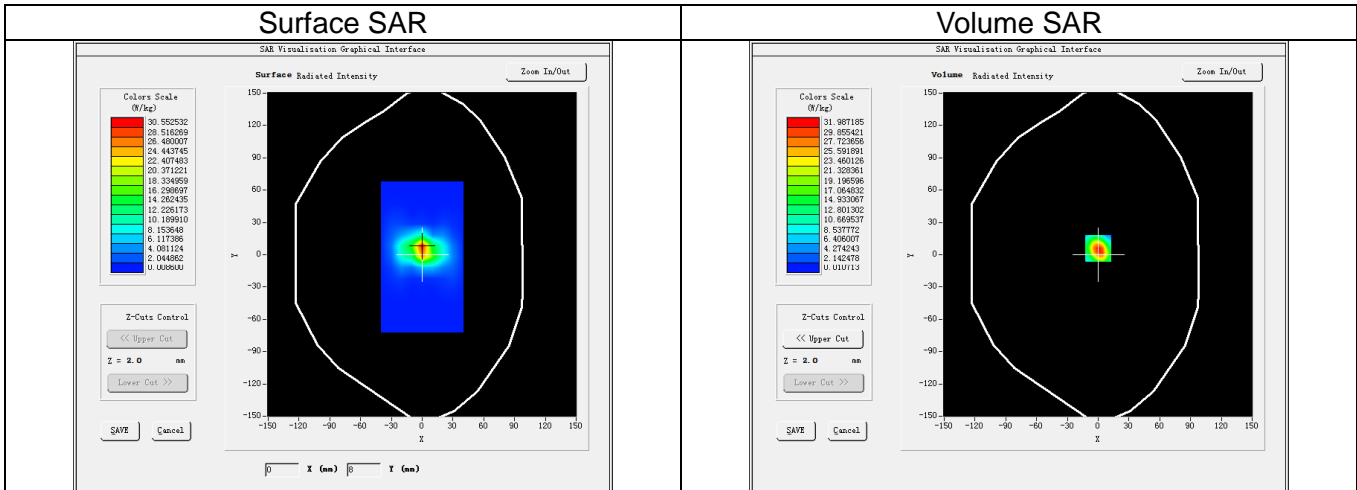 Surface SAR
SAR Visualisation Graphical Interface
Surface Radiated Intensity
Zoom In/Out
Colors Scale
(W/kg)
30.552532
28.516269
26.480007
24.443745
22.407483
20.371221
18.334959
16.298697
14.262435
12.226173
10.189910
8.153648
6.117386
4.081124
2.044862
0.008600
Z-Cuts Control
<< Upper Cut
Z = 2.0 mm
Lower Cut >>
SAVE Cancel
150
120
90
60
30
0
-30
-60
-90
-120
-150
Y
-150 -120 -90 -60 -30 0 30 60 90 120 150
X
0 X (mm) 8 Y (mm)
Volume SAR
SAR Visualisation Graphical Interface
Volume Radiated Intensity
Zoom In/Out
Colors Scale
(W/kg)
31.987185
29.855421
27.723656
25.591891
23.460126
21.328361
19.196596
17.064832
14.933067
12.801302
10.669537
8.537772
6.406007
4.274243
2.142478
0.010713
Z-Cuts Control
<< Upper Cut
Z = 2.0 mm
Lower Cut >>
SAVE Cancel
150
120
90
60
30
0
-30
-60
-90
-120
-150
Y
-150 -120 -90 -60 -30 0 30 60 90 120 150
X